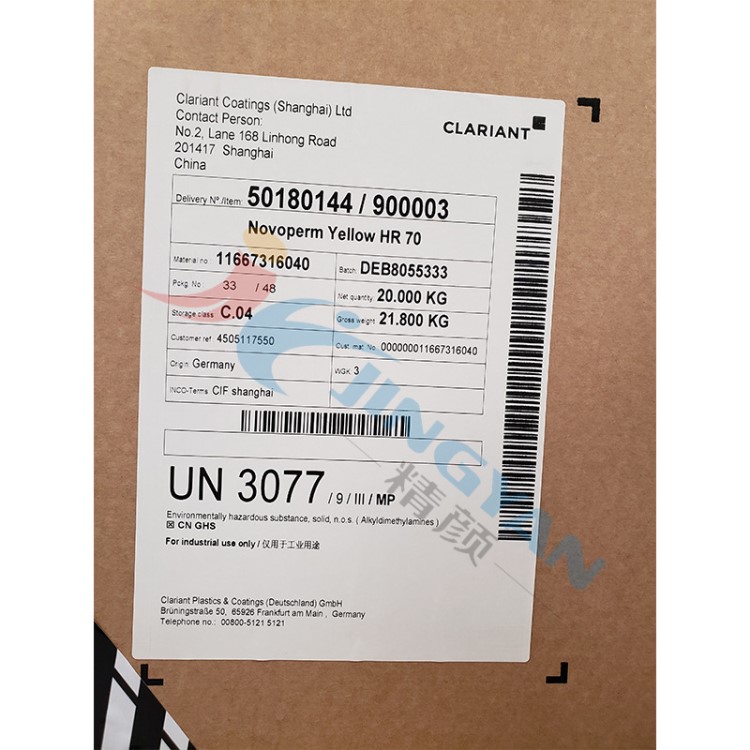 Clariant Coatings (Shanghai) Ltd
Contact Person:
No.2, Lane 168 Linhong Road
201417 Shanghai
China
CLARIANT
Delivery Nº./Item: 50180144 / 900003
Novoperm Yellow HR 70
Material no: 11667316040
Batch: DEB8055333
Pckg. No 33 / 48
Net quantity: 20.000 KG
Storage class: C.04
Gross weight 21.800 KG
Customer ref 4505117550
Cust. mat. No. 000000011667316040
Origin: Germany
WGK 3
INCO-Terms: CIF shanghai
UN 3077 / 9 / III / MP
Environmentally hazardous substance, solid, n.o.s. ( Alkyldimethylamines )
☒ CN GHS
For industrial use only / 仅用于工业用途
Clariant Plastics & Coatings (Deutschland) GmbH
Brüningstraße 50, 65926 Frankfurt am Main , Germany
Telephone no.: 00800-5121 5121
JINGYAN
精颜